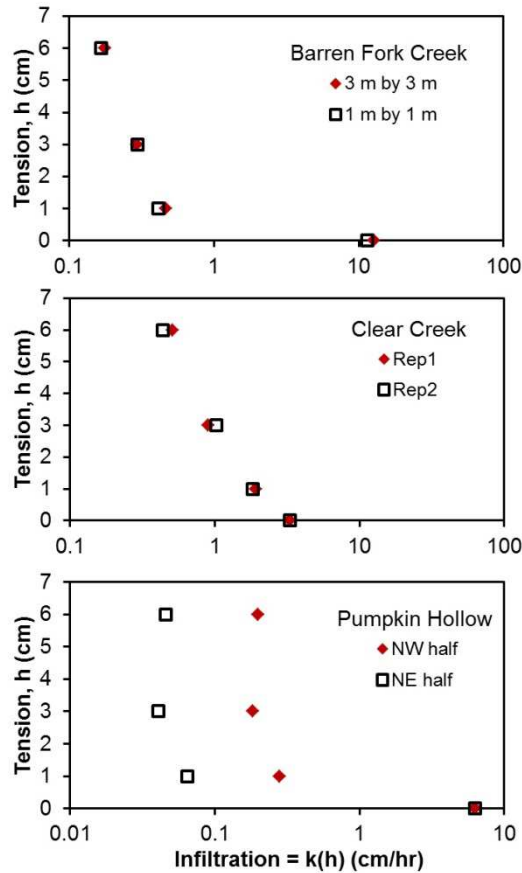 7
6
5
4
3
2
1
0
Tension, h (cm)
Barren Fork Creek
3 m by 3 m
1 m by 1 m
0.1 1 10 100
7
6
5
4
3
2
1
0
Tension, h (cm)
Clear Creek
Rep1
Rep2
0.1 1 10 100
7
6
5
4
3
2
1
0
Tension, h (cm)
Pumpkin Hollow
NW half
NE half
0.01 0.1 1 10
Infiltration = k(h) (cm/hr)